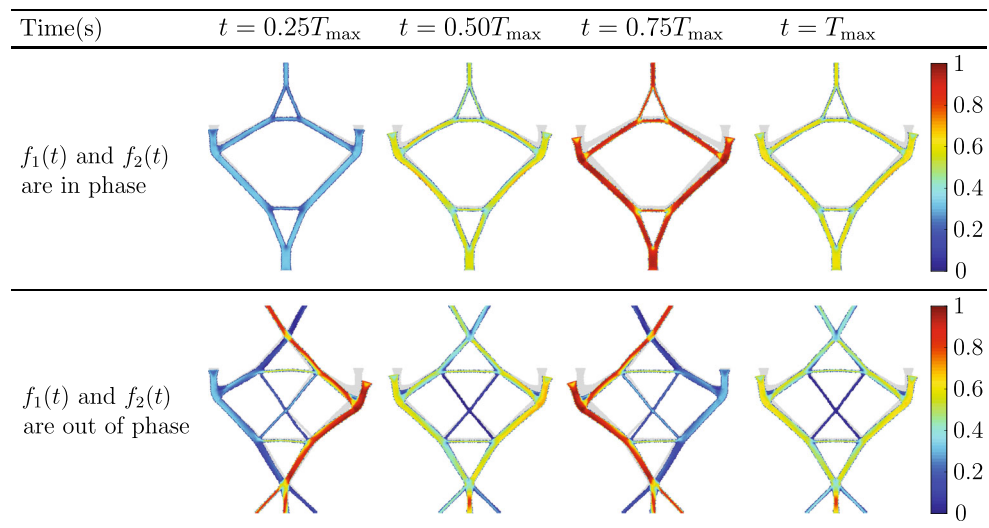 Time(s) t = 0.25T_max t = 0.50T_max t = 0.75T_max t = T_max
f_1(t) and f_2(t)
are in phase
1
0.8
0.6
0.4
0.2
0
f_1(t) and f_2(t)
are out of phase
1
0.8
0.6
0.4
0.2
0